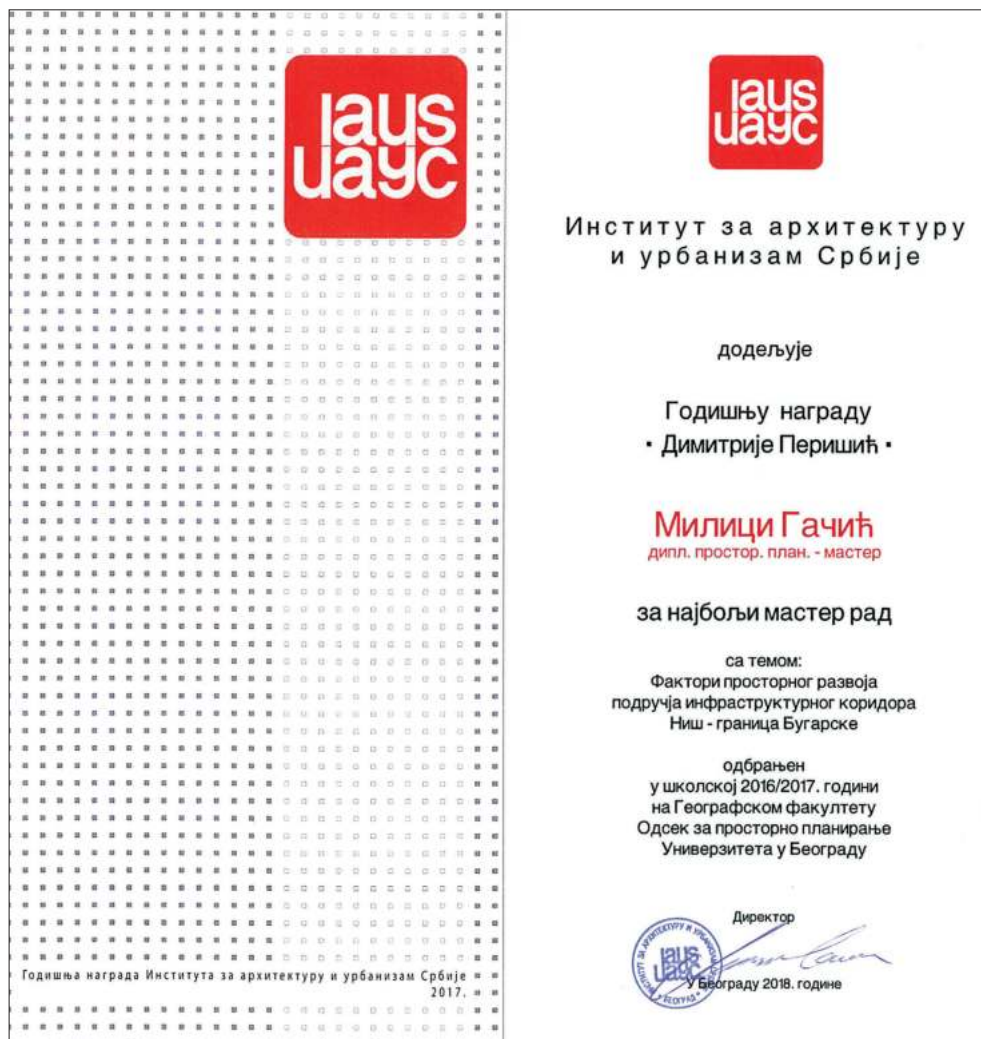 iaus
иаус
Годишња награда Института за архитектуру и урбанизам Србије
2017.
iaus
иаус
Институт за архитектуру
и урбанизам Србије
додељује
Годишњу награду
• Димитрије Перишић •
Милици Гачић
дипл. простор. план. - мастер
за најбољи мастер рад
са темом:
Фактори просторног развоја
подручја инфраструктурног коридора
Ниш - граница Бугарске
одбрањен
у школској 2016/2017. години
на Географском факултету
Одсек за просторно планирање
Универзитета у Београду
Директор
iaus
иаус
У Београду 2018. године